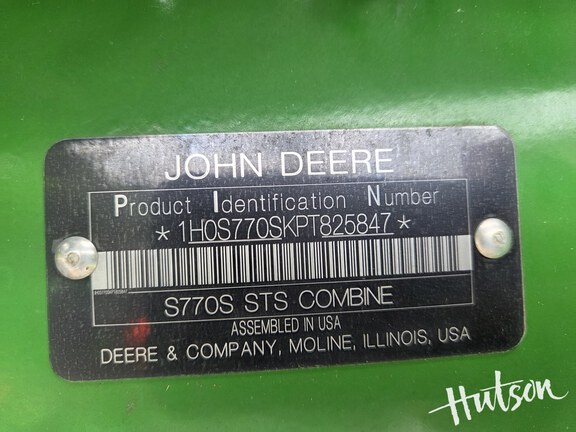 JOHN DEERE
Product Identification Number
*1H0S770SKPT825847*
S770S STS COMBINE
ASSEMBLED IN USA
DEERE & COMPANY, MOLINE, ILLINOIS, USA
Hutson